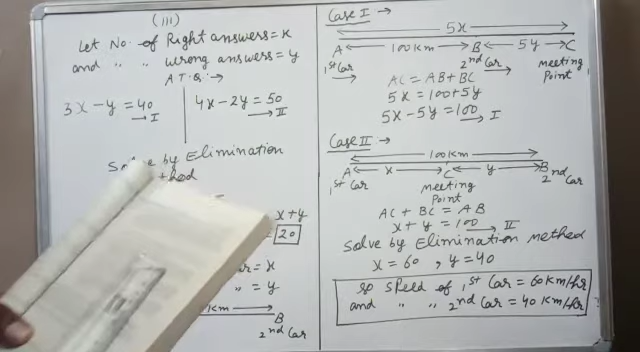 (iii)
Let No. of Right answers = x
and " " wrong answers = y
A.T.Q. →
3x - y = 40 → I
4x - 2y = 50 → II
Solve by Elimination
x + y
= 20
= x
" = y
km →
B
2nd Car
Case I →
5x
A ← 100 km → B ← 5y → C
1st Car → 2nd Car → meeting Point
AC = AB + BC
5x = 100 + 5y
5x - 5y = 100 → I
Case II →
100 km
A ← x → C ← y → B
1st Car 2nd Car
meeting Point
AC + BC = AB
x + y = 100 → II
Solve by Elimination method
x = 60 , y = 40
so speed of 1st Car = 60 km/hr
and " " 2nd Car = 40 km/hr